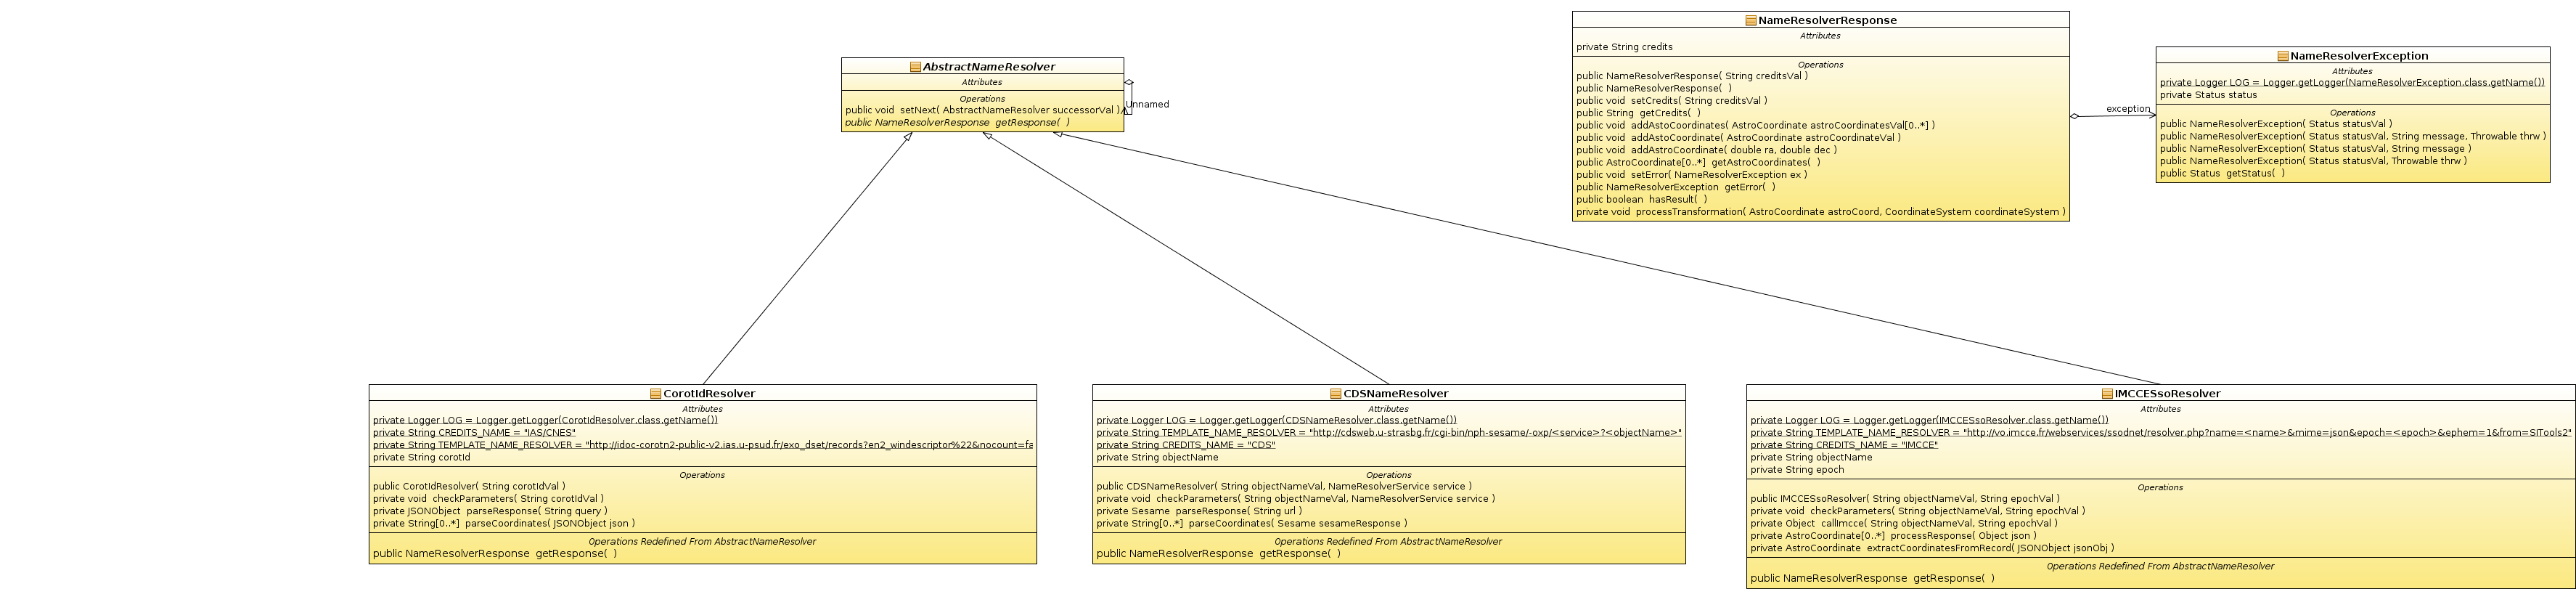 AbstractNameResolver
Attributes
Operations
public void  setNext( AbstractNameResolver successorVal )
public NameResolverResponse  getResponse(  )
Unnamed
NameResolverResponse
Attributes
private String credits
Operations
public NameResolverResponse( String creditsVal )
public NameResolverResponse(  )
public void  setCredits( String creditsVal )
public String  getCredits(  )
public void  addAstoCoordinates( AstroCoordinate astroCoordinatesVal[0..*] )
public void  addAstoCoordinate( AstroCoordinate astroCoordinateVal )
public void  addAstroCoordinate( double ra, double dec )
public AstroCoordinate[0..*]  getAstroCoordinates(  )
public void  setError( NameResolverException ex )
public NameResolverException  getError(  )
public boolean  hasResult(  )
private void  processTransformation( AstroCoordinate astroCoord, CoordinateSystem coordinateSystem )
exception
NameResolverException
Attributes
private Logger LOG = Logger.getLogger(NameResolverException.class.getName())
private Status status
Operations
public NameResolverException( Status statusVal )
public NameResolverException( Status statusVal, String message, Throwable thrw )
public NameResolverException( Status statusVal, String message )
public NameResolverException( Status statusVal, Throwable thrw )
public Status  getStatus(  )
CorotIdResolver
Attributes
private Logger LOG = Logger.getLogger(CorotIdResolver.class.getName())
private String CREDITS_NAME = "IAS/CNES"
private String TEMPLATE_NAME_RESOLVER = "http://idoc-corotn2-public-v2.ias.u-psud.fr/exo_dset/records?en2_windescriptor%22&nocount=fa
private String corotId
Operations
public CorotIdResolver( String corotIdVal )
private void  checkParameters( String corotIdVal )
private JSONObject  parseResponse( String query )
private String[0..*]  parseCoordinates( JSONObject json )
Operations Redefined From AbstractNameResolver
public NameResolverResponse  getResponse(  )
CDSNameResolver
Attributes
private Logger LOG = Logger.getLogger(CDSNameResolver.class.getName())
private String TEMPLATE_NAME_RESOLVER = "http://cdsweb.u-strasbg.fr/cgi-bin/nph-sesame/-oxp/<service>?<objectName>"
private String CREDITS_NAME = "CDS"
private String objectName
Operations
public CDSNameResolver( String objectNameVal, NameResolverService service )
private void  checkParameters( String objectNameVal, NameResolverService service )
private Sesame  parseResponse( String url )
private String[0..*]  parseCoordinates( Sesame sesameResponse )
Operations Redefined From AbstractNameResolver
public NameResolverResponse  getResponse(  )
IMCCESsoResolver
Attributes
private Logger LOG = Logger.getLogger(IMCCESsoResolver.class.getName())
private String TEMPLATE_NAME_RESOLVER = "http://vo.imcce.fr/webservices/ssodnet/resolver.php?name=<name>&mime=json&epoch=<epoch>&ephem=1&from=SITools2"
private String CREDITS_NAME = "IMCCE"
private String objectName
private String epoch
Operations
public IMCCESsoResolver( String objectNameVal, String epochVal )
private void  checkParameters( String objectNameVal, String epochVal )
private Object  callImcce( String objectNameVal, String epochVal )
private AstroCoordinate[0..*]  processResponse( Object json )
private AstroCoordinate  extractCoordinatesFromRecord( JSONObject jsonObj )
Operations Redefined From AbstractNameResolver
public NameResolverResponse  getResponse(  )